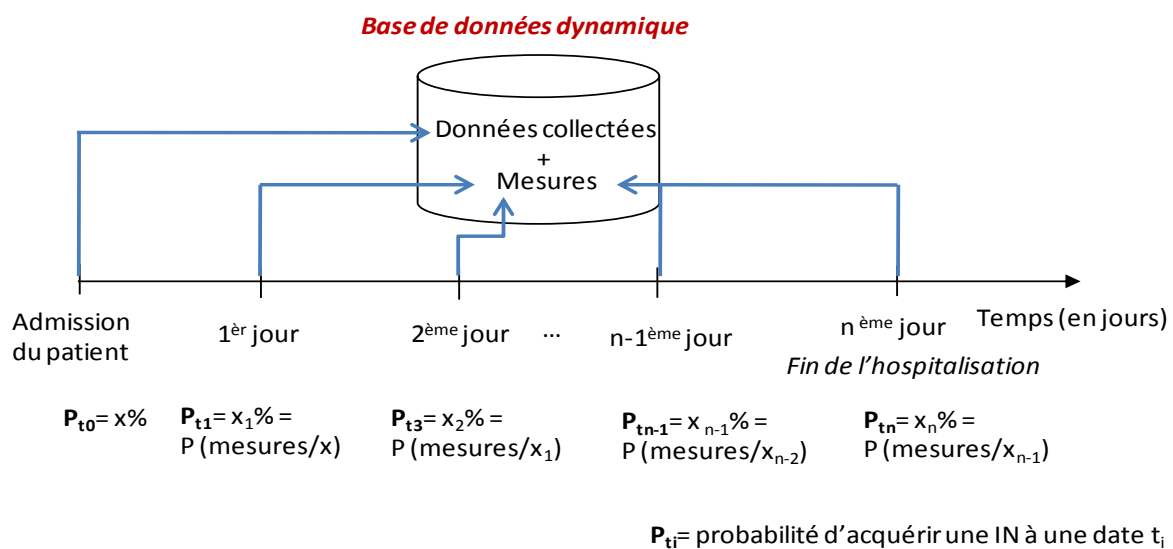 Base de données dynamique
Données collectées
+
Mesures
Admission
du patient
1èr jour
2ème jour
...
n-1ème jour
n ème jour
Temps (en jours)
Fin de l'hospitalisation
Pt0= x%
Pt1= x1% =
P (mesures/x)
Pt3= x2% =
P (mesures/x1)
Ptn-1= x n-1% =
P (mesures/xn-2)
Ptn= xn% =
P (mesures/xn-1)
Pti= probabilité d'acquérir une IN à une date ti